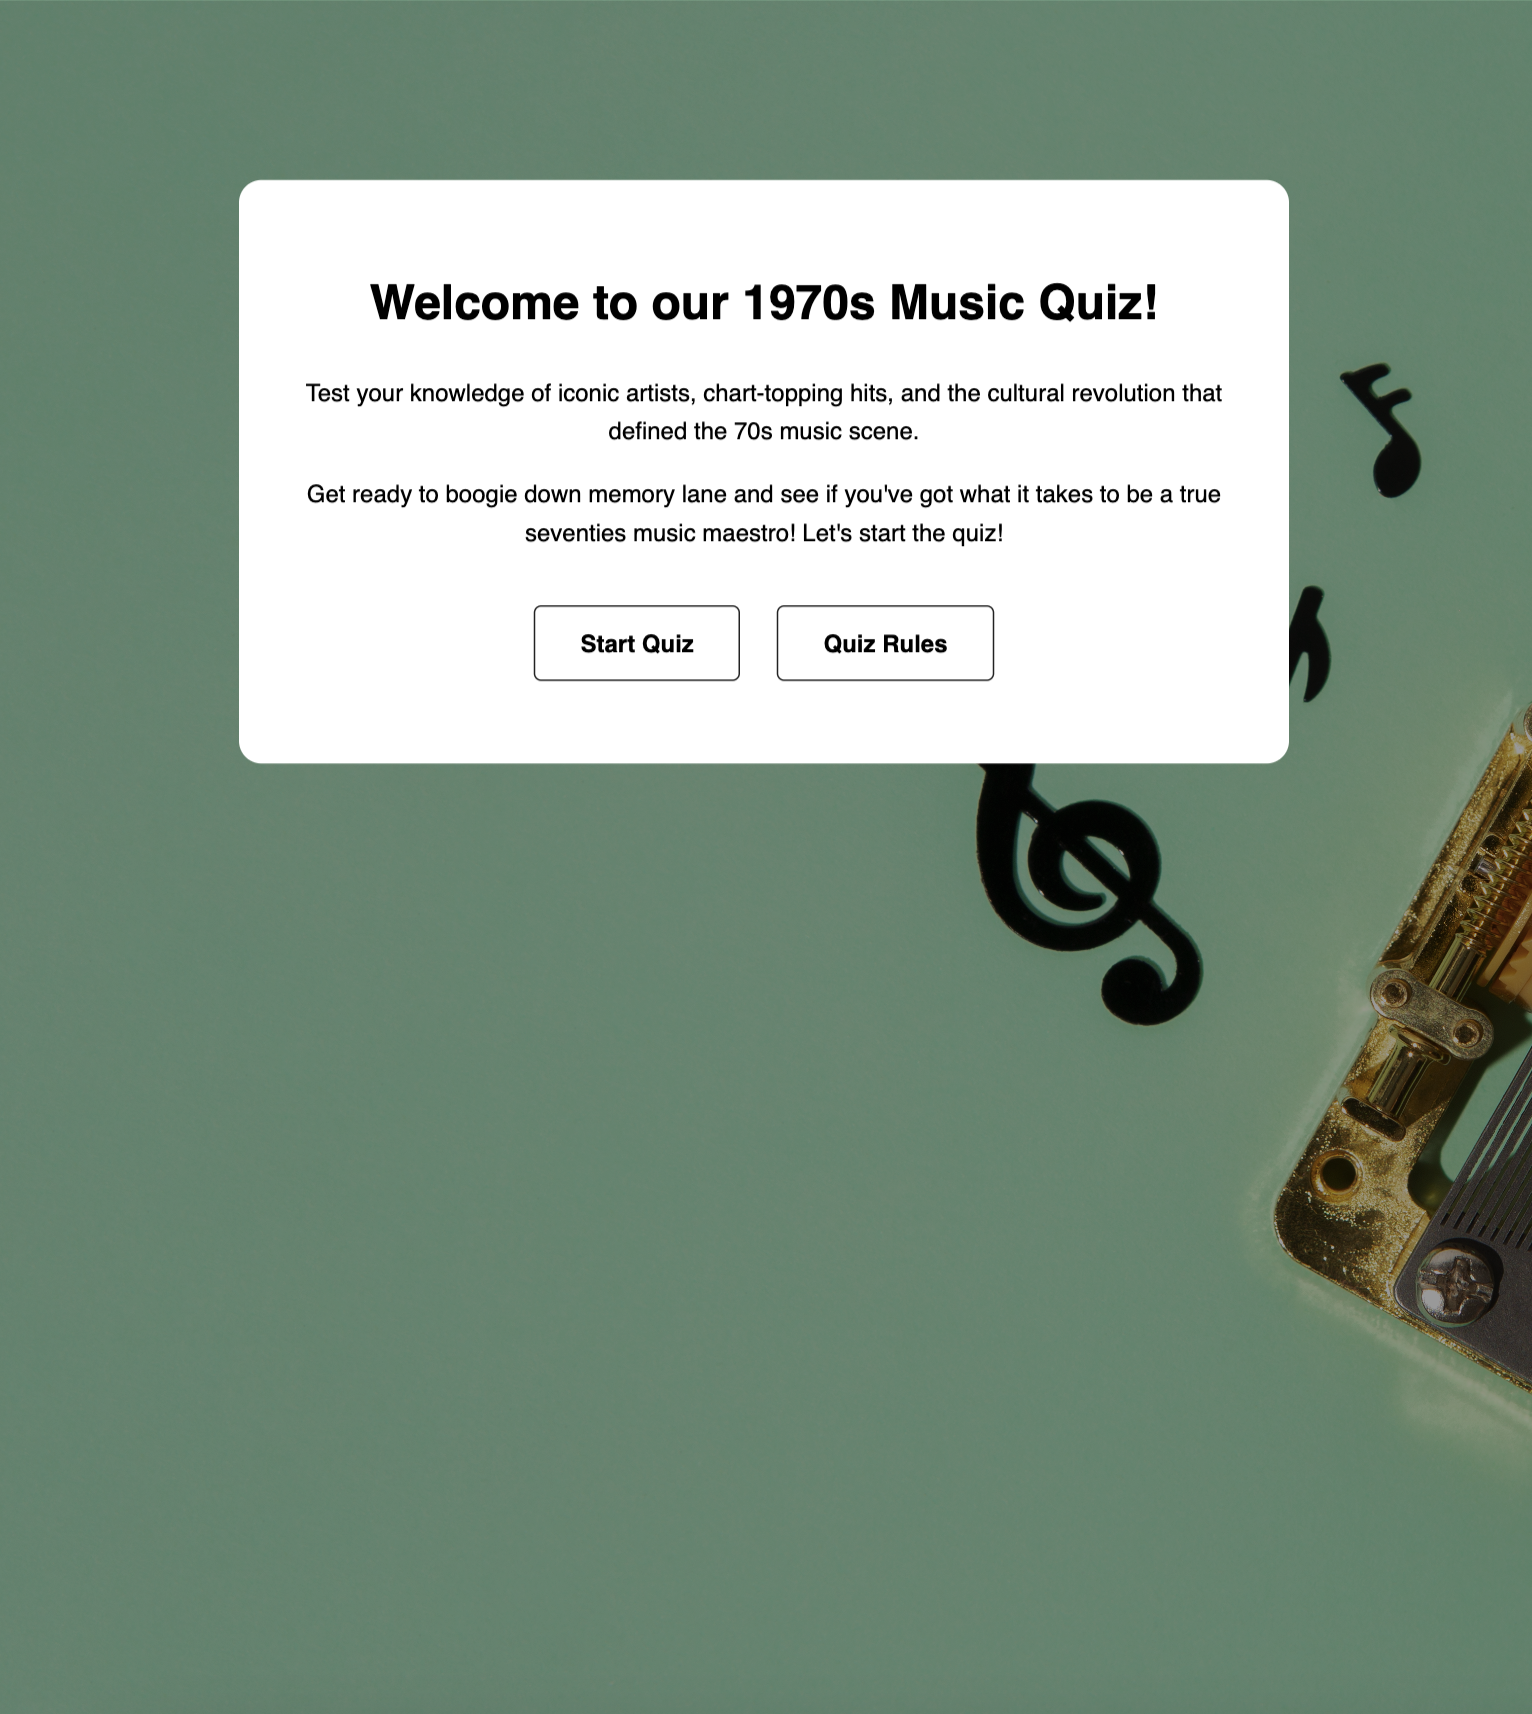 Welcome to our 1970s Music Quiz!
Test your knowledge of iconic artists, chart-topping hits, and the cultural revolution that
defined the 70s music scene.
Get ready to boogie down memory lane and see if you've got what it takes to be a true
seventies music maestro! Let's start the quiz!
Start Quiz
Quiz Rules